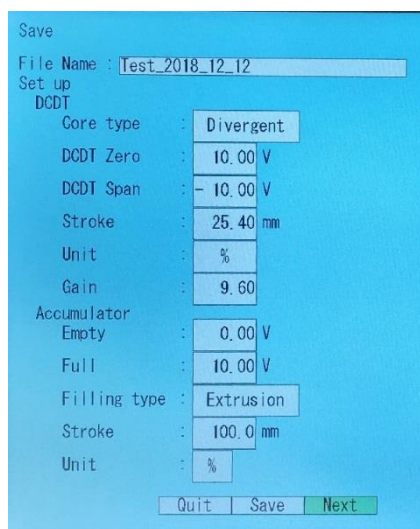 Save
File Name : Test_2018_12_12
Set up
DCDT
Core type : Divergent
DCDT Zero : 10.00 V
DCDT Span : - 10.00 V
Stroke : 25.40 mm
Unit : %
Gain : 9.60
Accumulator
Empty : 0.00 V
Full : 10.00 V
Filling type : Extrusion
Stroke : 100.0 mm
Unit : %
Quit Save Next